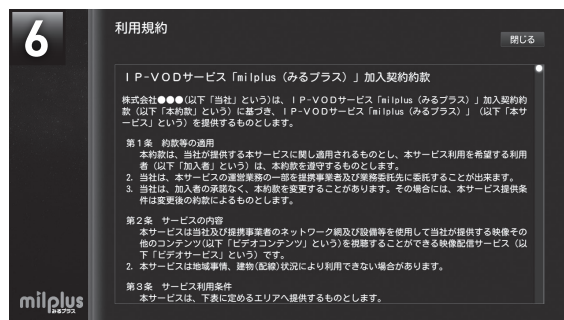 6
利用規約
閉じる
IP-VODサービス「milplus（みるプラス）」加入契約約款
株式会社●●●(以下「当社」という)は、IP-VODサービス「milplus（みるプラス）」加入契約約
款（以下「本約款」という）に基づき、IP-VODサービス「milplus（みるプラス）」（以下「本サ
ービス」という）を提供するものとします。
第1条 約款等の適用
本約款は、当社が提供する本サービスに関し適用されるものとし、本サービス利用を希望する利用
者（以下「加入者」という）は、本約款を遵守するものとします。
2. 当社は、本サービスの運営業務の一部を提携事業者及び業務委託先に委託することが出来ます。
3. 当社は、加入者の承諾なく、本約款を変更することがあります。その場合には、本サービス提供条
件は変更後の約款によるものとします。
第2条 サービスの内容
本サービスは当社及び提携事業者のネットワーク網及び設備等を使用して当社が提供する映像その
他のコンテンツ(以下「ビデオコンテンツ」という)を視聴することができる映像配信サービス（以
下「ビデオサービス」という）です。
2. 本サービスは地域事情、建物(配線)状況により利用できない場合があります。
第3条 サービス利用条件
本サービスは、下表に定めるエリアへ提供するものとします。
milplus
みるプラス